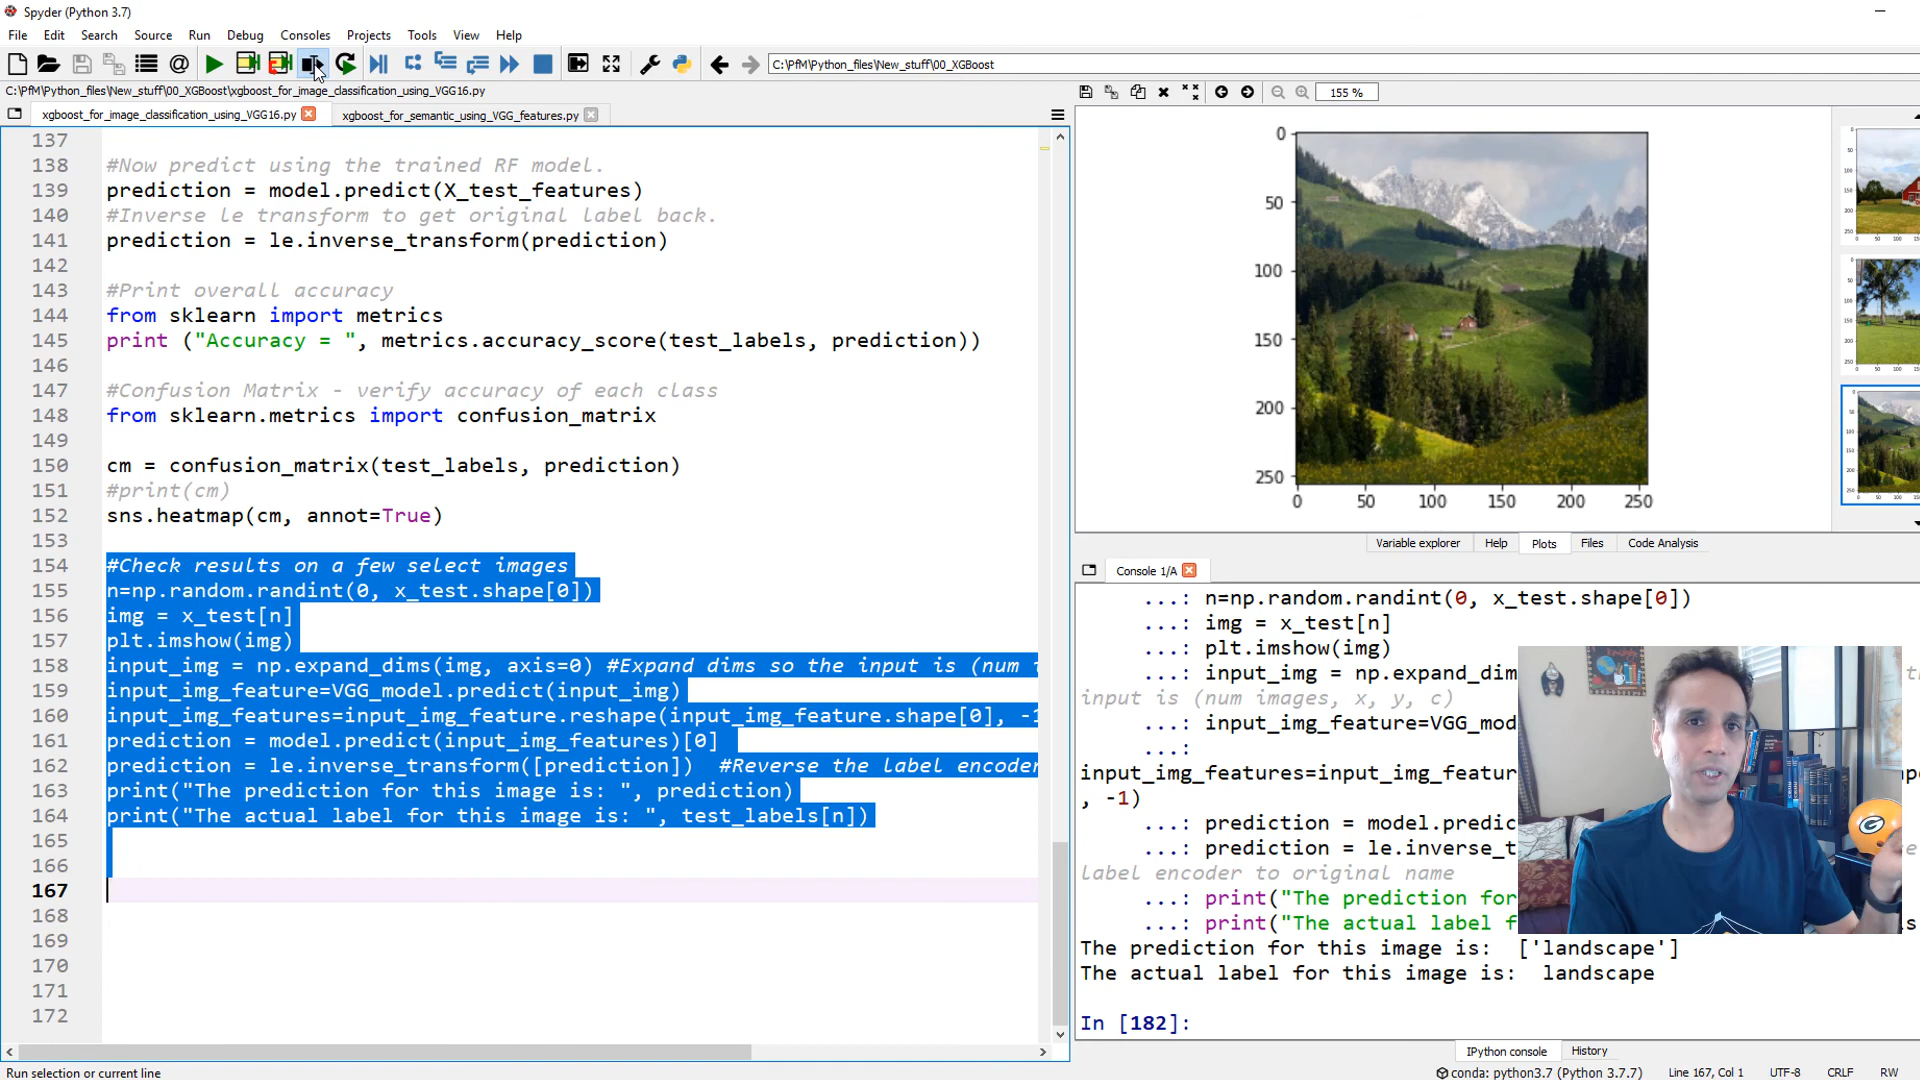 Spyder (Python 3.7)
File Edit Search Source Run Debug Consoles Projects Tools View Help
C:\PfM\Python_files\New_stuff\00_XGBoost
C:\PfM\Python_files\New_stuff\00_XGBoost\xgboost_for_image_classification_using_VGG16.py
xgboost_for_image_classification_using_VGG16.py
xgboost_for_semantic_using_VGG_features.py
155 %
137
138 #Now predict using the trained RF model.
139 prediction = model.predict(X_test_features)
140 #Inverse le transform to get original label back.
141 prediction = le.inverse_transform(prediction)
142
143 #Print overall accuracy
144 from sklearn import metrics
145 print ("Accuracy = ", metrics.accuracy_score(test_labels, prediction))
146
147 #Confusion Matrix - verify accuracy of each class
148 from sklearn.metrics import confusion_matrix
149
150 cm = confusion_matrix(test_labels, prediction)
151 #print(cm)
152 sns.heatmap(cm, annot=True)
153
154 #Check results on a few select images
155 n=np.random.randint(0, x_test.shape[0])
156 img = x_test[n]
157 plt.imshow(img)
158 input_img = np.expand_dims(img, axis=0) #Expand dims so the input is (num
159 input_img_feature=VGG_model.predict(input_img)
160 input_img_features=input_img_feature.reshape(input_img_feature.shape[0], -1
161 prediction = model.predict(input_img_features)[0]
162 prediction = le.inverse_transform([prediction]) #Reverse the label encoder
163 print("The prediction for this image is: ", prediction)
164 print("The actual label for this image is: ", test_labels[n])
165
166
167
168
169
170
171
172
0
50
100
150
200
250
0 50 100 150 200 250
Variable explorer Help Plots Files Code Analysis
Console 1/A
...: n=np.random.randint(0, x_test.shape[0])
...: img = x_test[n]
...: plt.imshow(img)
...: input_img = np.expand_dim
input is (num images, x, y, c)
...: input_img_feature=VGG_mod
...:
input_img_features=input_img_featur
, -1)
...: prediction = model.predic
...: prediction = le.inverse_t
label encoder to original name
...: print("The prediction for
...: print("The actual label f
The prediction for this image is: ['landscape']
The actual label for this image is: landscape
In [182]:
IPython console History
Run selection or current line
conda: python3.7 (Python 3.7.7) Line 167, Col 1 UTF-8 CRLF RW